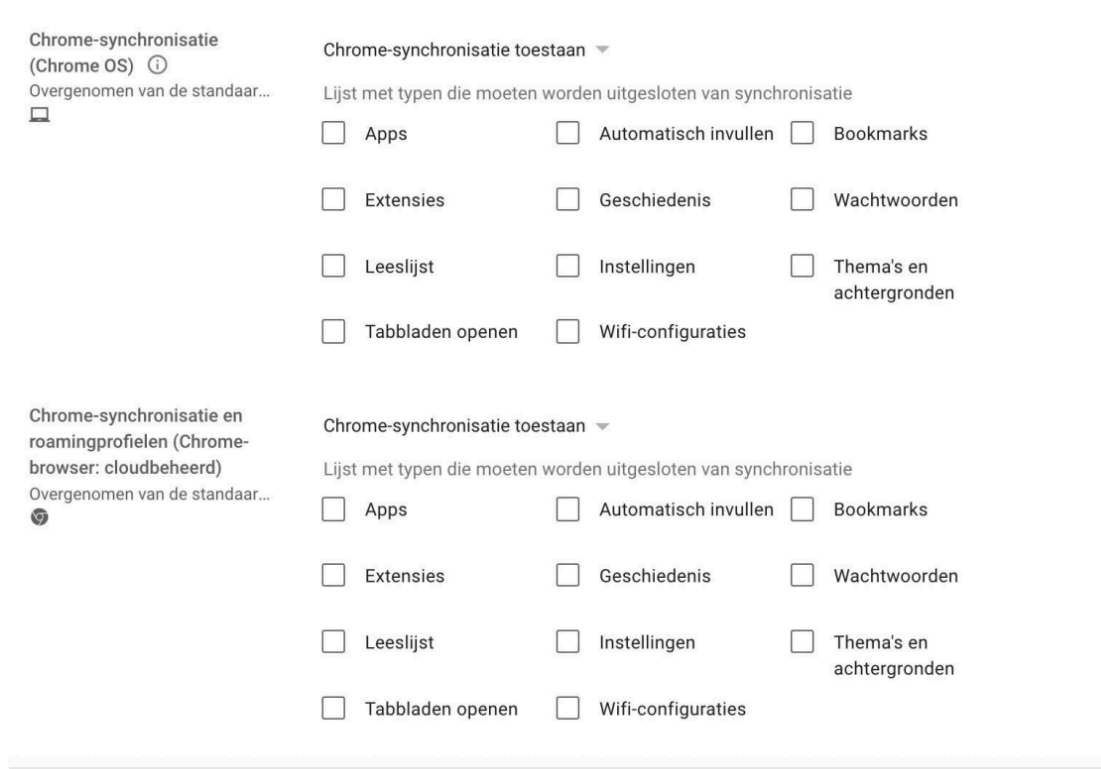 Chrome-synchronisatie
(Chrome OS)
Overgenomen van de standaar...
Chrome-synchronisatie toestaan
Lijst met typen die moeten worden uitgesloten van synchronisatie
Apps Automatisch invullen Bookmarks
Extensies Geschiedenis Wachtwoorden
Leeslijst Instellingen Thema's en
achtergronden
Tabbladen openen Wifi-configuraties
Chrome-synchronisatie en
roamingprofielen (Chrome-
browser: cloudbeheerd)
Overgenomen van de standaar...
Chrome-synchronisatie toestaan
Lijst met typen die moeten worden uitgesloten van synchronisatie
Apps Automatisch invullen Bookmarks
Extensies Geschiedenis Wachtwoorden
Leeslijst Instellingen Thema's en
achtergronden
Tabbladen openen Wifi-configuraties